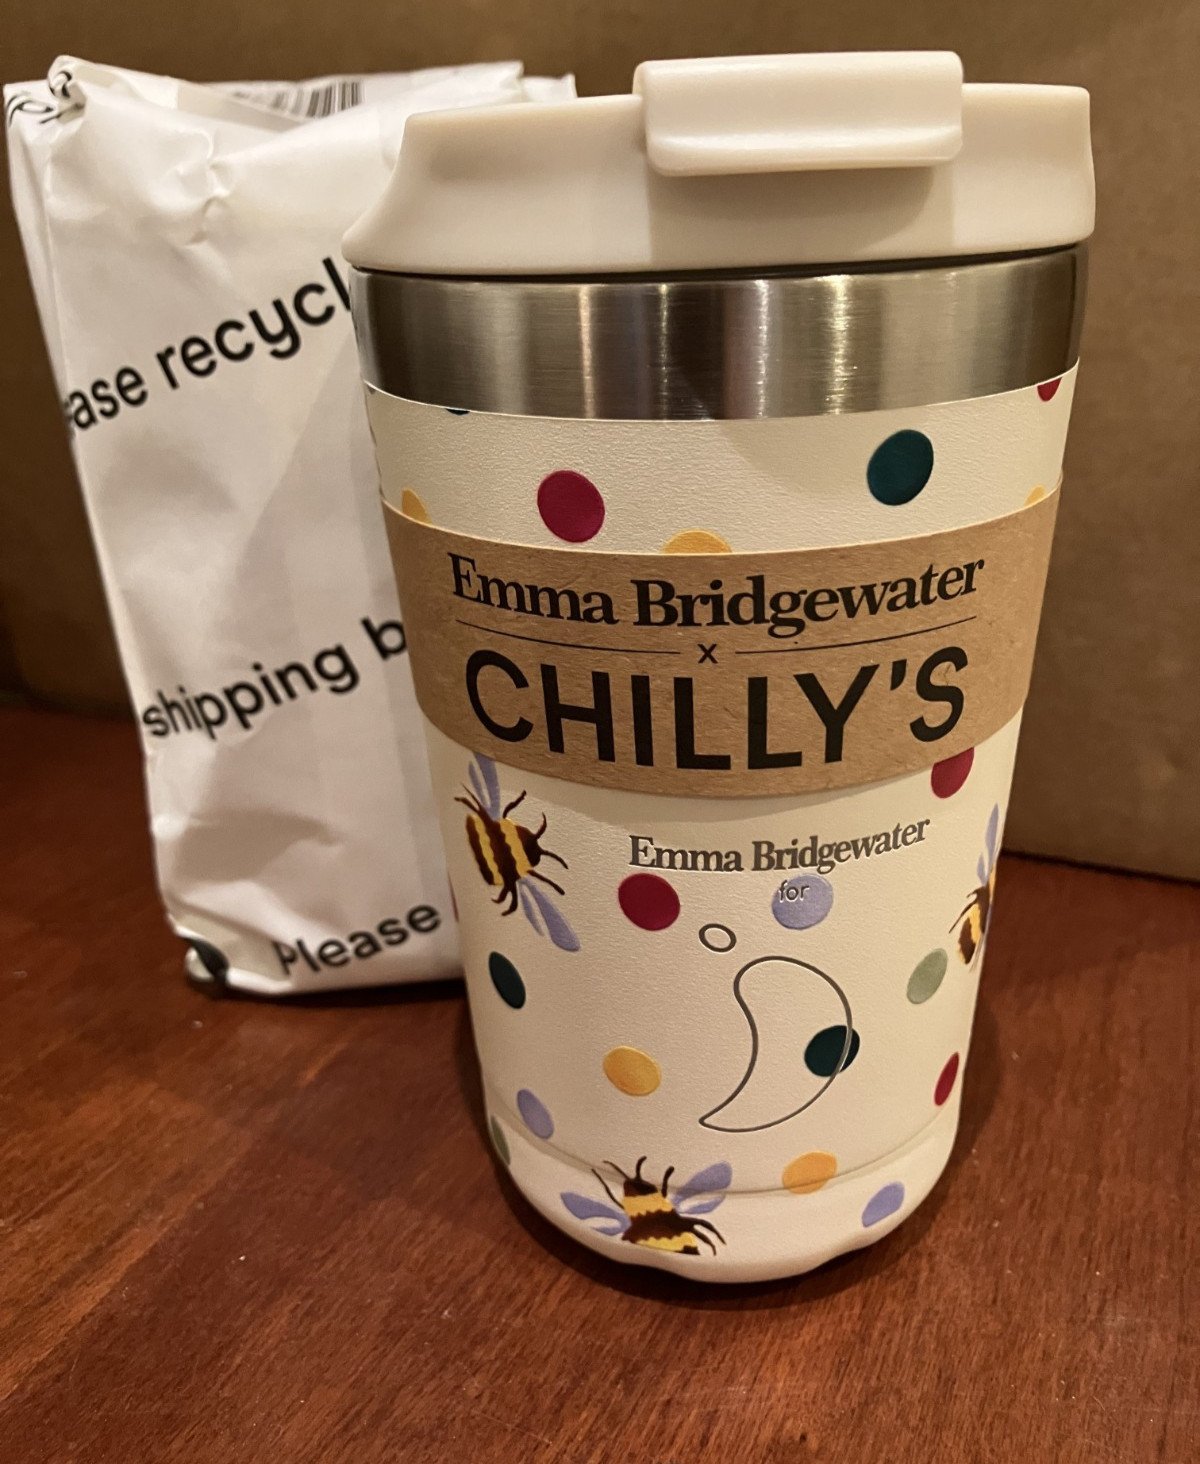 ase recycl
shipping b
Please
Emma Bridgewater
x
CHILLY'S
Emma Bridgewater
for